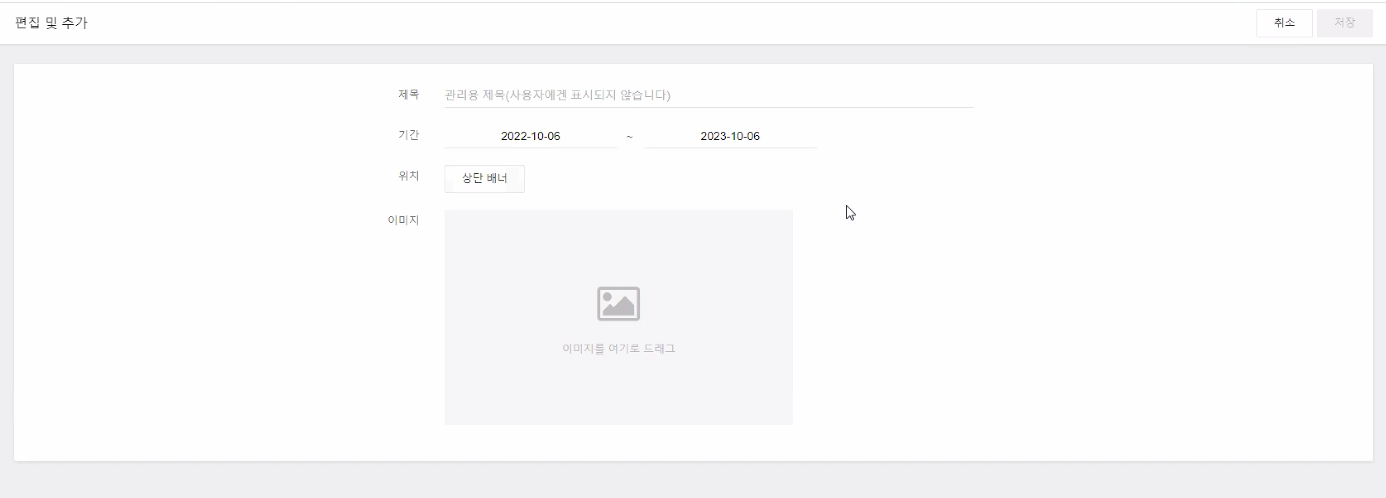 편집 및 추가
취소 저장
제목 관리용 제목(사용자에겐 표시되지 않습니다)
기간 2022-10-06 ~ 2023-10-06
위치 상단 배너
이미지
이미지를 여기로 드래그